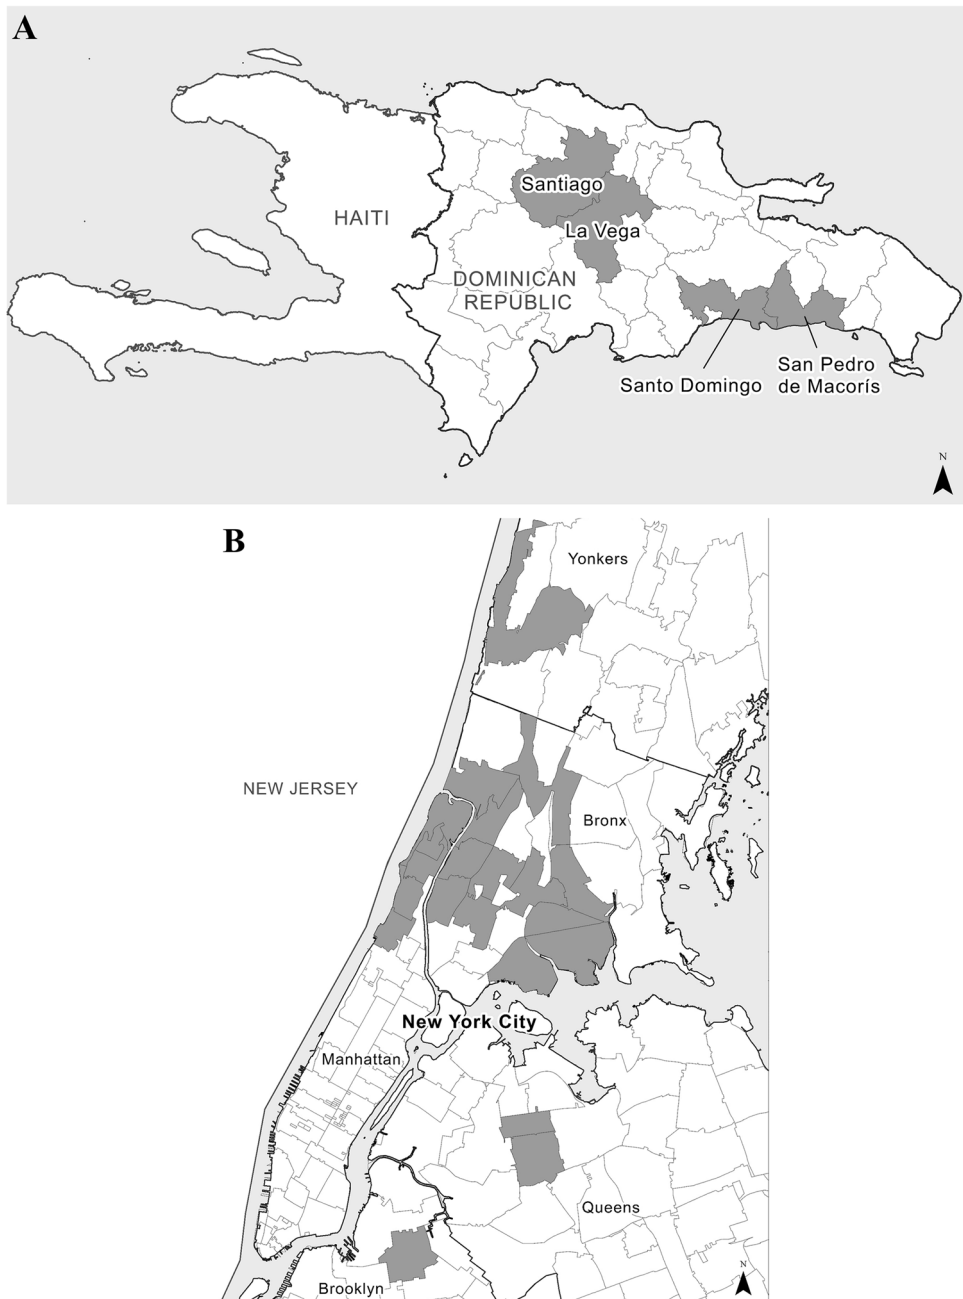 A
Santiago
HAITI
La Vega
DOMINICAN
REPUBLIC
San Pedro
de Macorís
Santo Domingo
N
B
Yonkers
NEW JERSEY
Bronx
New York City
Manhattan
Queens
N
Brooklyn